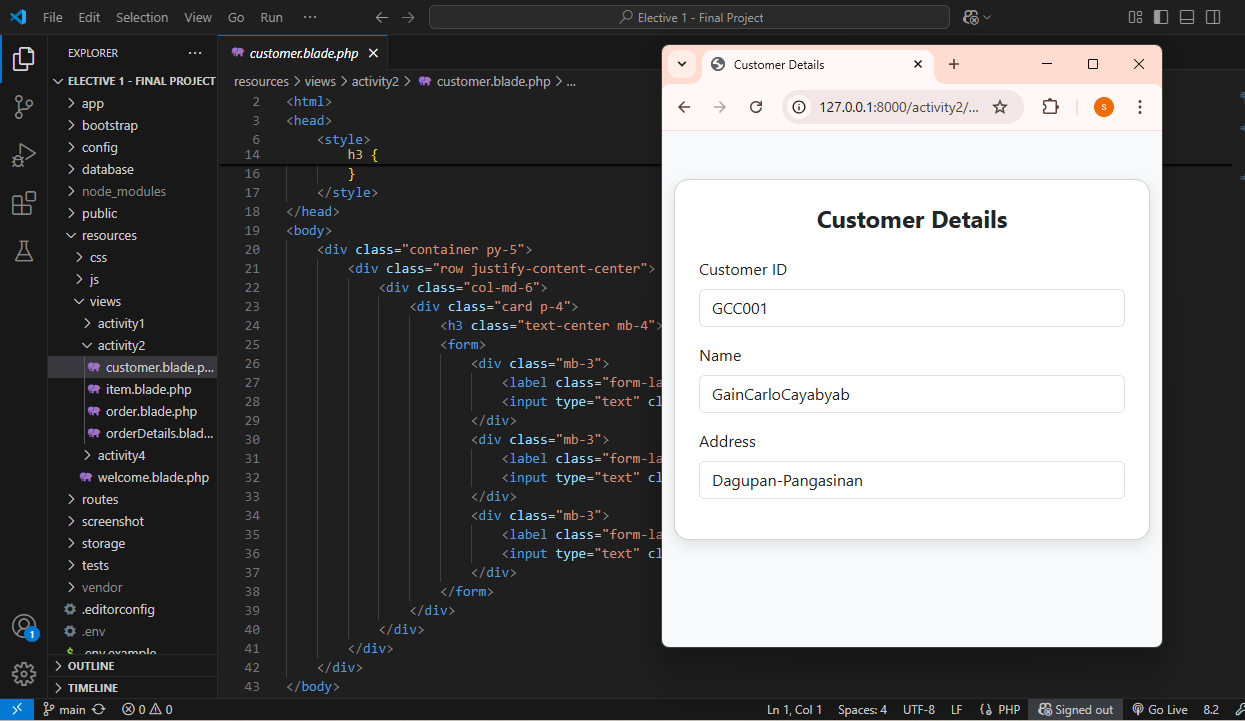 File Edit Selection View Go Run ··· Elective 1 - Final Project
EXPLORER ···
ELECTIVE 1 - FINAL PROJECT
app
bootstrap
config
database
node_modules
public
resources
css
js
views
activity1
activity2
customer.blade.p...
item.blade.php
order.blade.php
orderDetails.blad...
activity4
welcome.blade.php
routes
screenshot
storage
tests
vendor
.editorconfig
.env
.env.example
OUTLINE
TIMELINE
customer.blade.php
resources > views > activity2 > customer.blade.php > ...
2 <html>
3 <head>
6 <style>
14 h3 {
16 }
17 </style>
18 </head>
19 <body>
20 <div class="container py-5">
21 <div class="row justify-content-center">
22 <div class="col-md-6">
23 <div class="card p-4">
24 <h3 class="text-center mb-4">
25 <form>
26 <div class="mb-3">
27 <label class="form-la
28 <input type="text" cl
29 </div>
30 <div class="mb-3">
31 <label class="form-la
32 <input type="text" cl
33 </div>
34 <div class="mb-3">
35 <label class="form-la
36 <input type="text" cl
37 </div>
38 </form>
39 </div>
40 </div>
41 </div>
42 </div>
43 </body>
Customer Details
127.0.0.1:8000/activity2/...
S
Customer Details
Customer ID
GCC001
Name
GainCarloCayabyab
Address
Dagupan-Pangasinan
1
main 0 0 Ln 1, Col 1 Spaces: 4 UTF-8 LF PHP Signed out Go Live 8.2